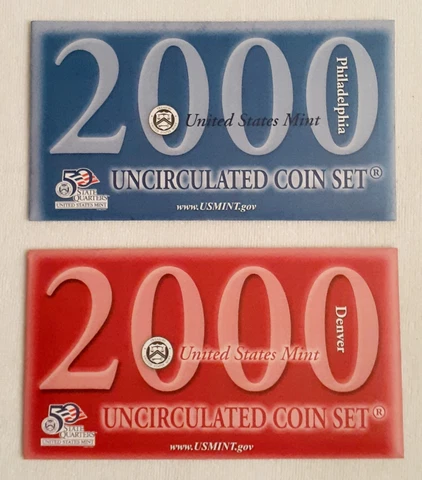 2000
Philadelphia
United States Mint
50
STATE
QUARTERS
UNITED STATES MINT
UNCIRCULATED COIN SET®
www.USMINT.gov
2000
Denver
United States Mint
50
STATE
QUARTERS
UNITED STATES MINT
UNCIRCULATED COIN SET®
www.USMINT.gov